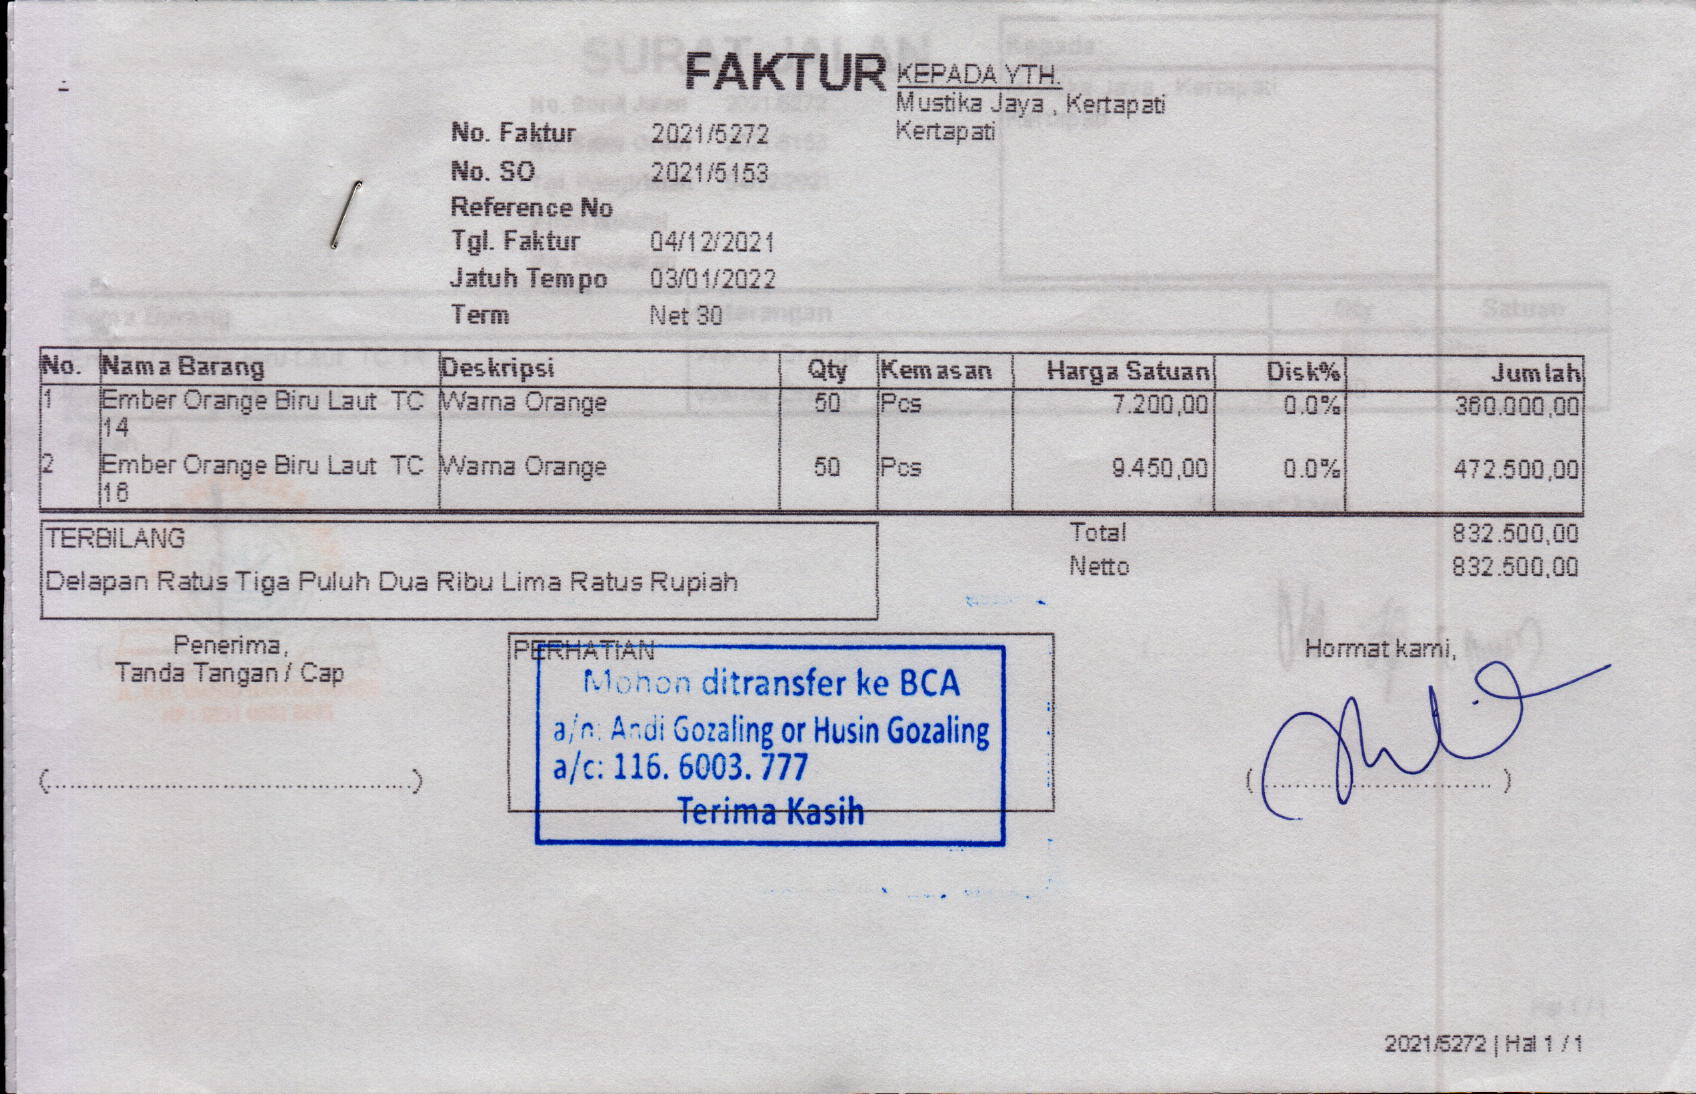 FAKTUR
KEPADA YTH.
Mustika Jaya , Kertapati
Kertapati
No. Faktur 2021/5272
No. SO 2021/5153
Reference No
Tgl. Faktur 04/12/2021
Jatuh Tempo 03/01/2022
Term Net 30
No. Nama Barang Deskripsi Qty Kemasan Harga Satuan Disk% Jumlah
1 Ember Orange Biru Laut TC Warna Orange 50 Pcs 7.200,00 0.0% 360.000,00
14
2 Ember Orange Biru Laut TC Warna Orange 50 Pcs 9.450,00 0.0% 472.500,00
16
TERBILANG
Delapan Ratus Tiga Puluh Dua Ribu Lima Ratus Rupiah
Total 832.500,00
Netto 832.500,00
Penerima,
Tanda Tangan / Cap
(...............................................)
PERHATIAN
Mohon ditransfer ke BCA
a/n: Andi Gozaling or Husin Gozaling
a/c: 116. 6003. 777
Terima Kasih
Hormat kami,
(..............................)
2021/5272 | Hal 1 / 1